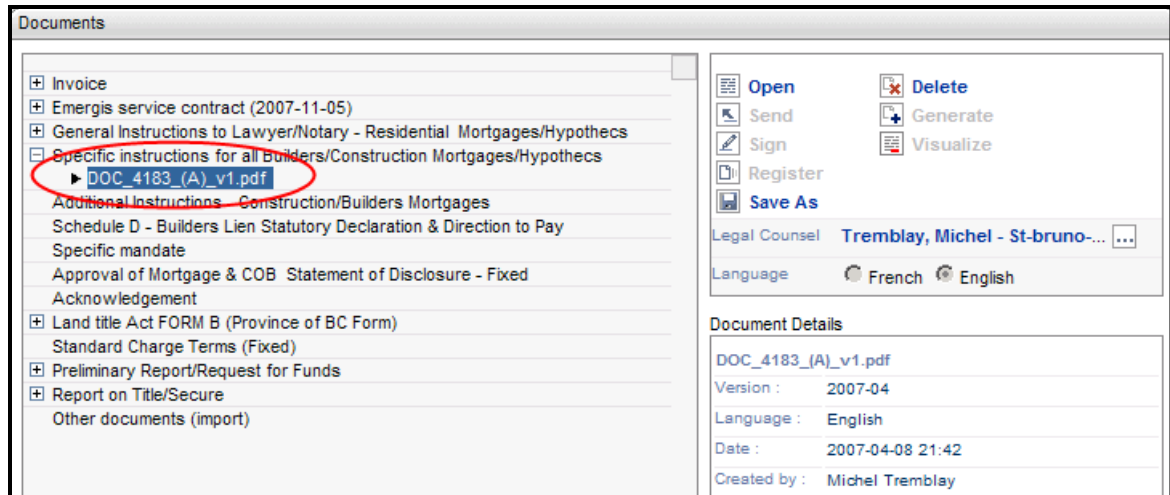 Documents
Invoice
Emergis service contract (2007-11-05)
General Instructions to Lawyer/Notary - Residential Mortgages/Hypothecs
Specific instructions for all Builders/Construction Mortgages/Hypothecs
DOC_4183_(A)_v1.pdf
Additional Instructions - Construction/Builders Mortgages
Schedule D - Builders Lien Statutory Declaration & Direction to Pay
Specific mandate
Approval of Mortgage & COB Statement of Disclosure - Fixed
Acknowledgement
Land title Act FORM B (Province of BC Form)
Standard Charge Terms (Fixed)
Preliminary Report/Request for Funds
Report on Title/Secure
Other documents (import)
Open Delete
Send Generate
Sign Visualize
Register
Save As
Legal Counsel Tremblay, Michel - St-bruno-... ...
Language French English
Document Details
DOC_4183_(A)_v1.pdf
Version : 2007-04
Language : English
Date : 2007-04-08 21:42
Created by : Michel Tremblay